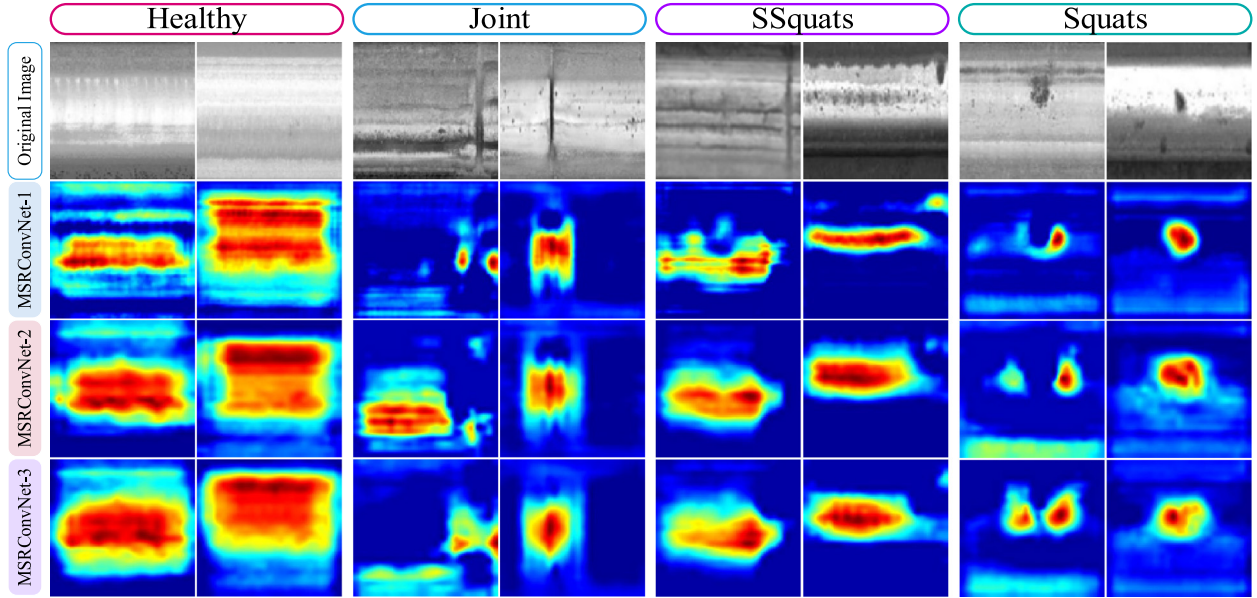 Healthy
Joint
SSquats
Squats
Original Image
MSRConvNet-1
MSRConvNet-2
MSRConvNet-3